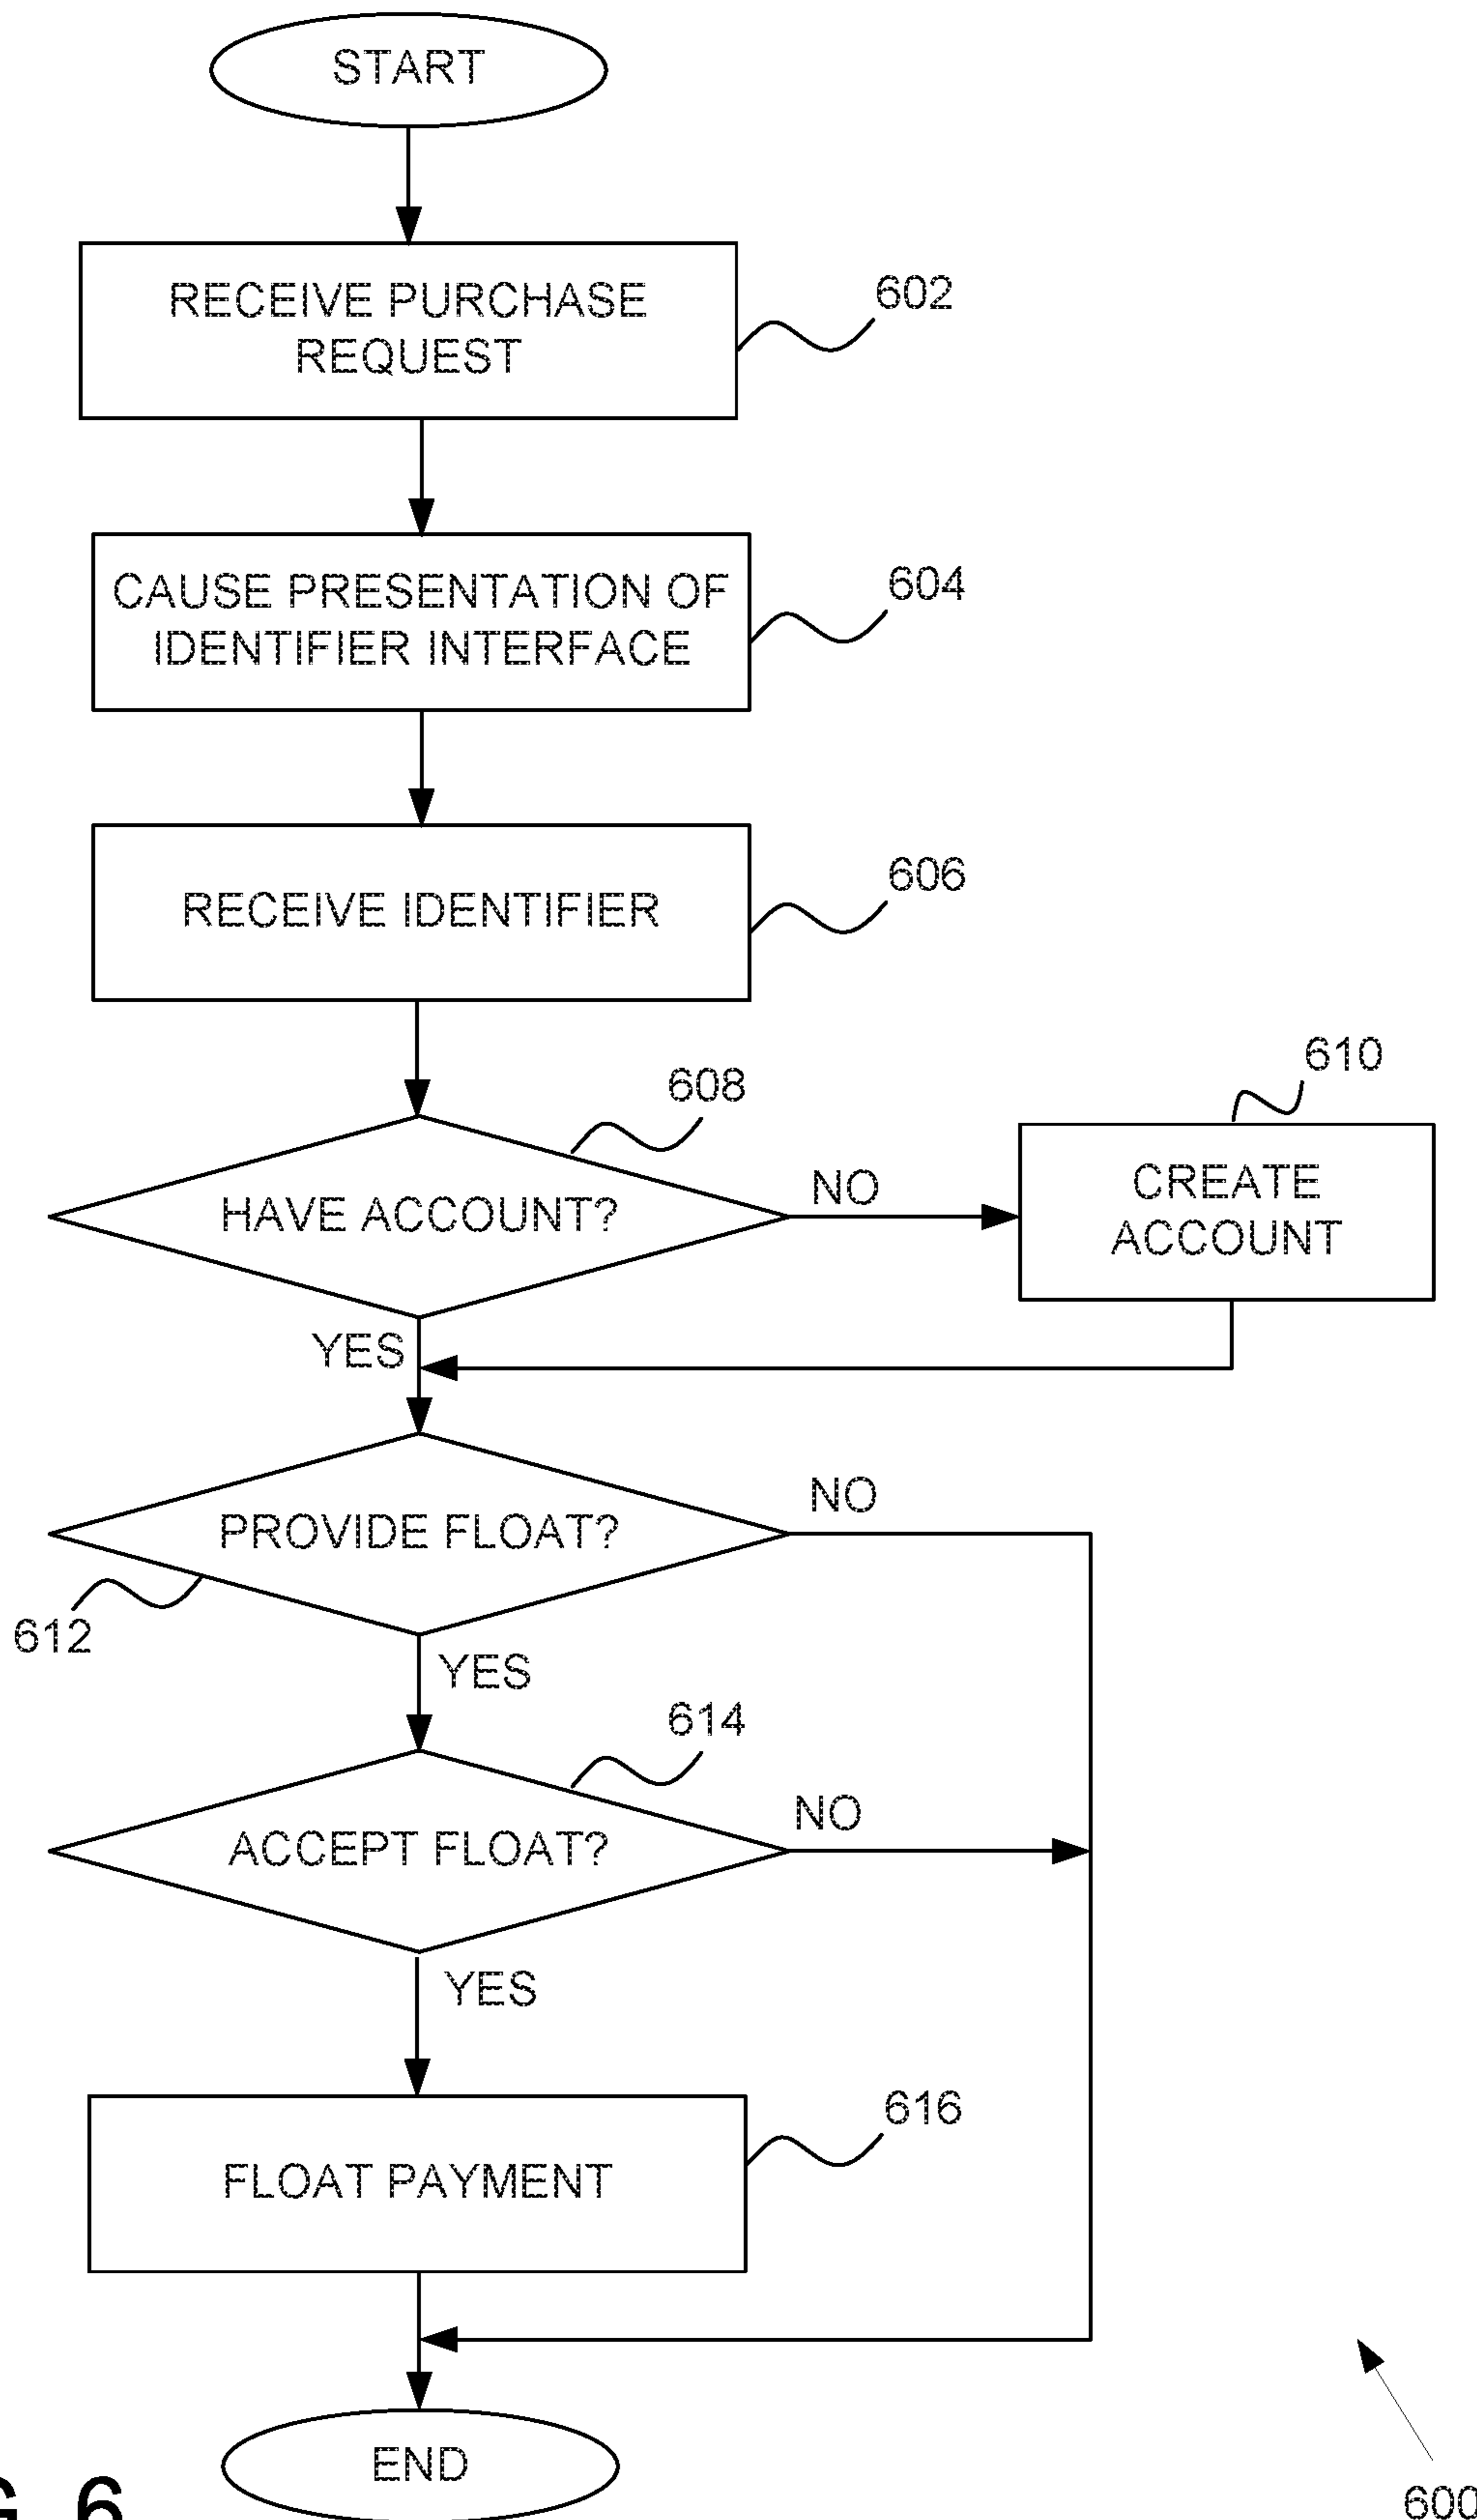 START
RECEIVE PURCHASE
REQUEST
602
CAUSE PRESENTATION OF
IDENTIFIER INTERFACE
604
RECEIVE IDENTIFIER
606
608
610
HAVE ACCOUNT?
NO
CREATE
ACCOUNT
YES
PROVIDE FLOAT?
NO
612
YES
614
ACCEPT FLOAT?
NO
YES
616
FLOAT PAYMENT
END
6
600